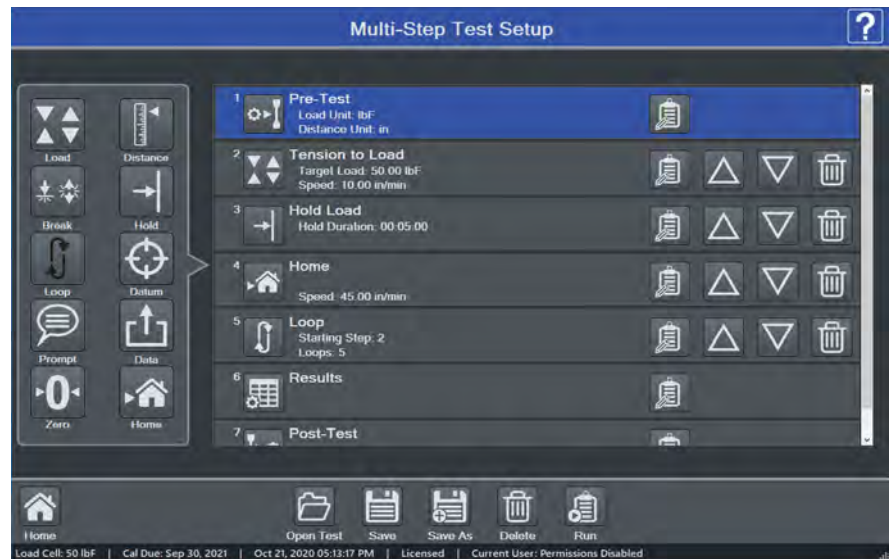 Multi-Step Test Setup
?
Load
Distance
Break
Hold
Loop
Datum
Prompt
Data
0
Zero
Home
1
Pre-Test
Load Unit: lbF
Distance Unit: in
2
Tension to Load
Target Load: 50.00 lbF
Speed: 10.00 in/min
3
Hold Load
Hold Duration: 00:05:00
4
Home
Speed: 45.00 in/min
5
Loop
Starting Step: 2
Loops: 5
6
Results
7
Post-Test
Home
Open Test
Save
Save As
Delete
Run
Load Cell: 50 lbF | Cal Due: Sep 30, 2021 | Oct 21, 2020 05:13:17 PM | Licensed | Current User: Permissions Disabled